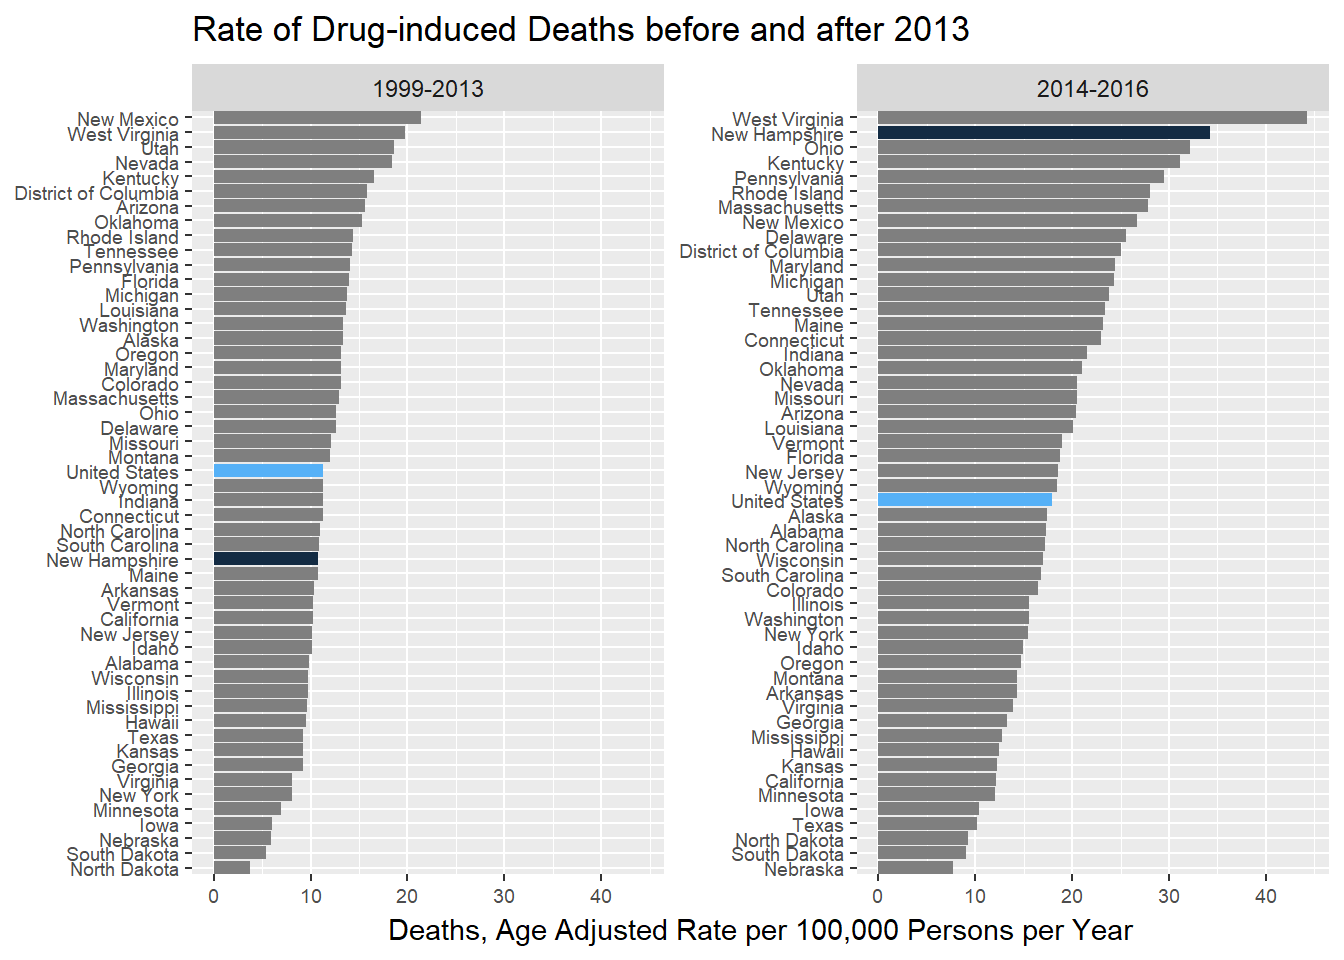 Rate of Drug-induced Deaths before and after 2013
1999-2013
New Mexico
West Virginia
Utah
Nevada
Kentucky
District of Columbia
Arizona
Oklahoma
Rhode Island
Tennessee
Pennsylvania
Florida
Michigan
Louisiana
Washington
Alaska
Oregon
Maryland
Colorado
Massachusetts
Ohio
Delaware
Missouri
Montana
United States
Wyoming
Indiana
Connecticut
North Carolina
South Carolina
New Hampshire
Maine
Arkansas
Vermont
California
New Jersey
Idaho
Alabama
Wisconsin
Illinois
Mississippi
Hawaii
Texas
Kansas
Georgia
Virginia
New York
Minnesota
Iowa
Nebraska
South Dakota
North Dakota
0 10 20 30 40
2014-2016
West Virginia
New Hampshire
Ohio
Kentucky
Pennsylvania
Rhode Island
Massachusetts
New Mexico
Delaware
District of Columbia
Maryland
Michigan
Utah
Tennessee
Maine
Connecticut
Indiana
Oklahoma
Nevada
Missouri
Arizona
Louisiana
Vermont
Florida
New Jersey
Wyoming
United States
Alaska
Alabama
North Carolina
Wisconsin
South Carolina
Colorado
Illinois
Washington
New York
Idaho
Oregon
Montana
Arkansas
Virginia
Georgia
Mississippi
Hawaii
Kansas
California
Minnesota
Iowa
Texas
North Dakota
South Dakota
Nebraska
0 10 20 30 40
Deaths, Age Adjusted Rate per 100,000 Persons per Year